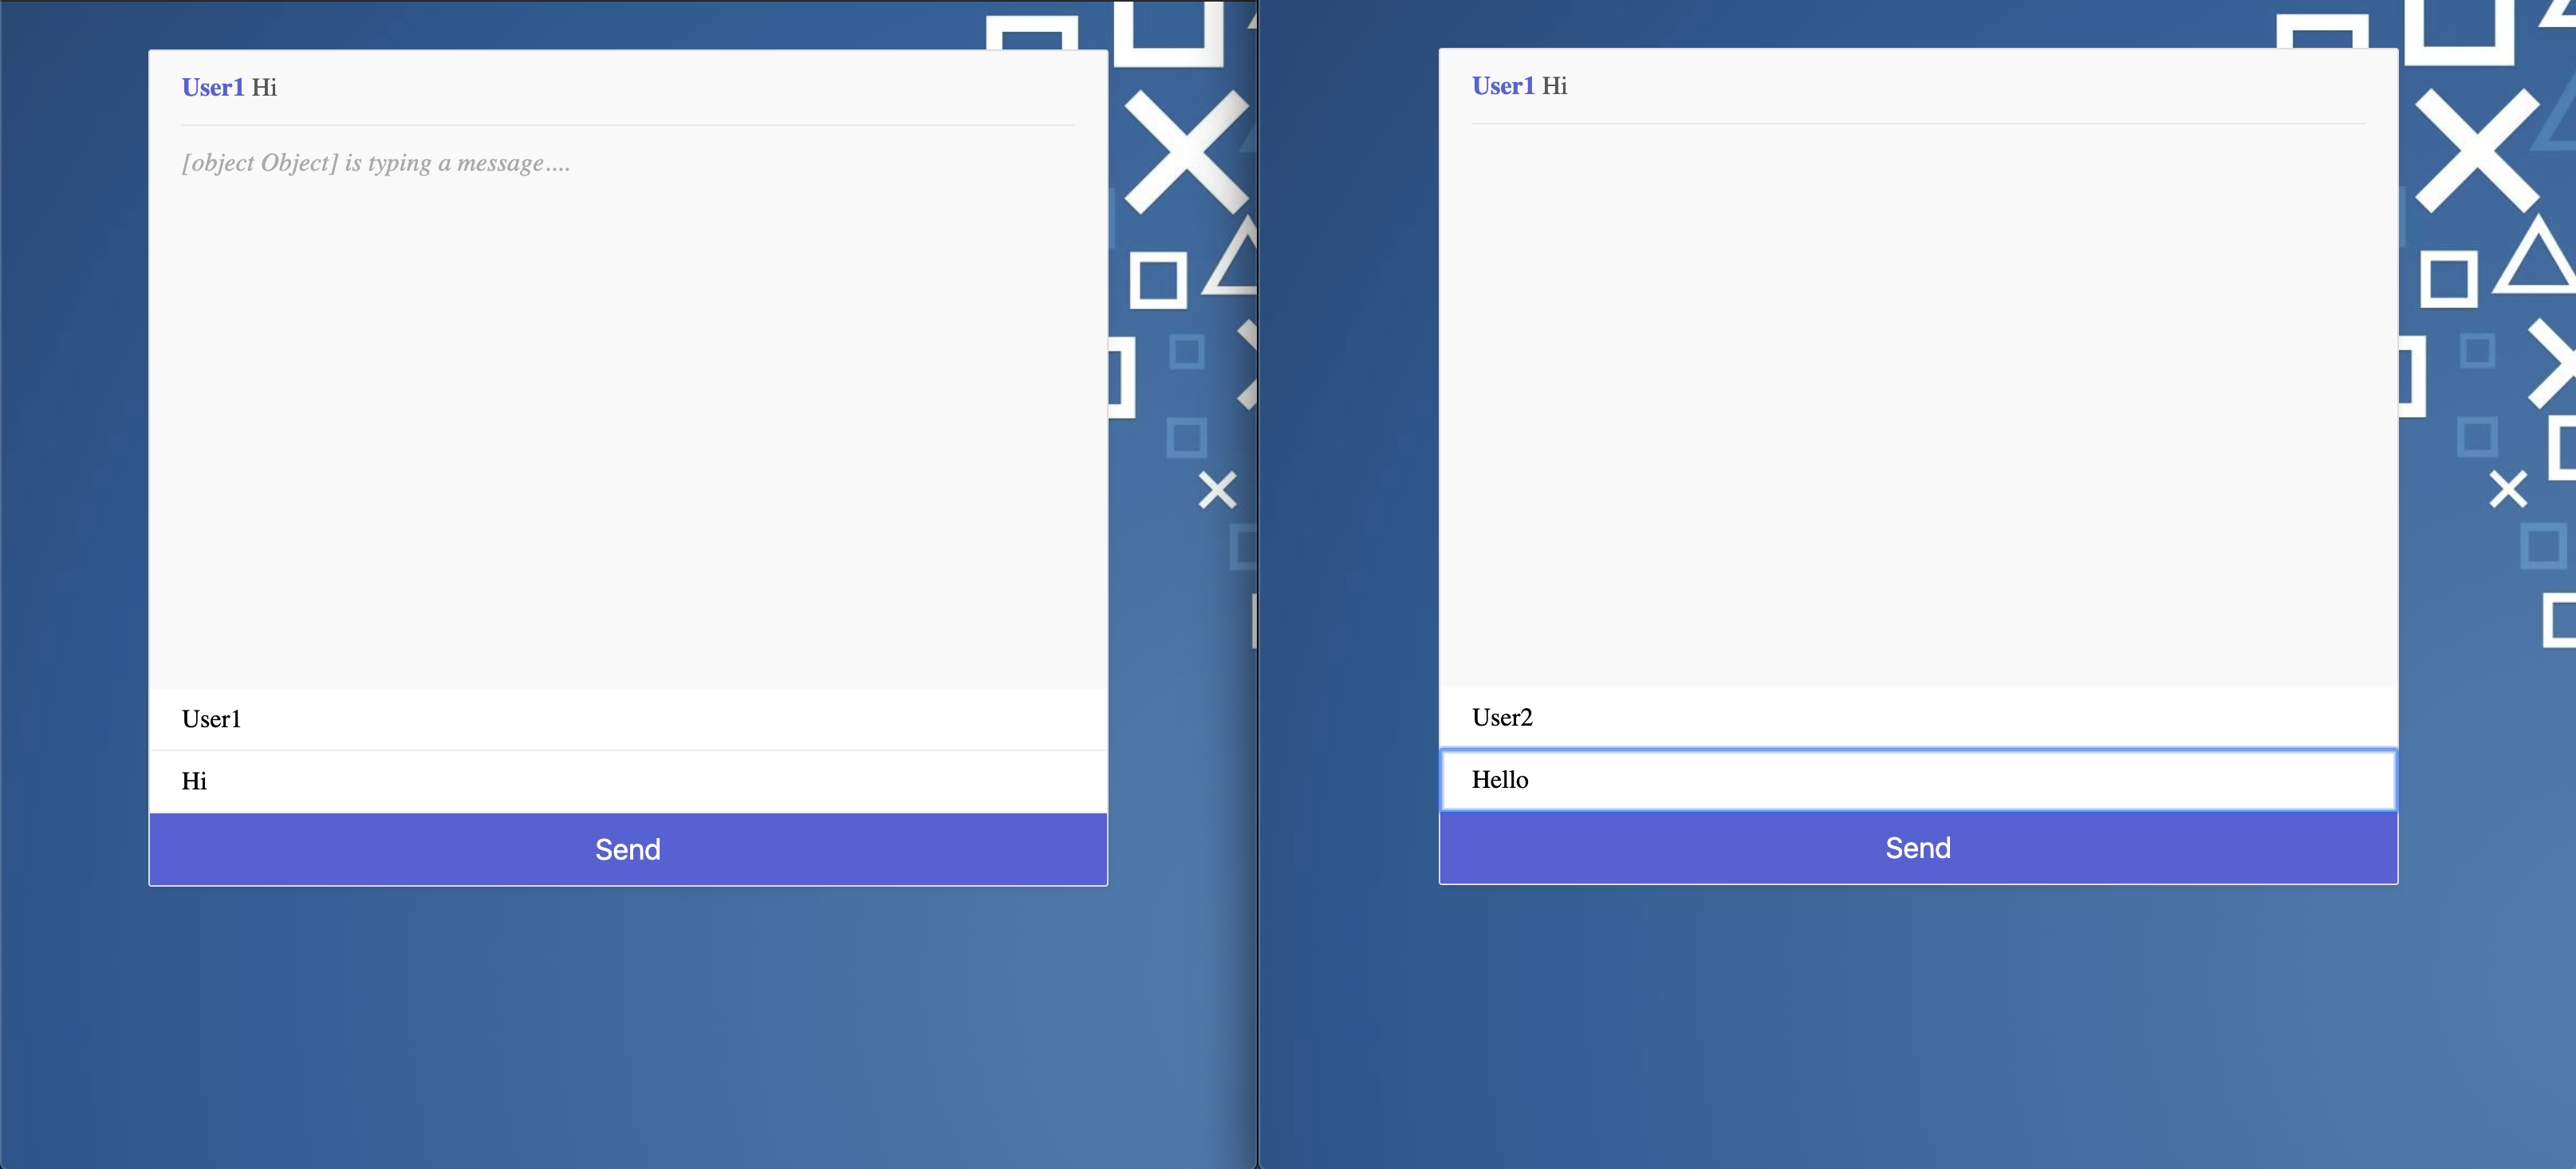 User1 Hi
[object Object] is typing a message....
User1
Hi
Send
User1 Hi
User2
Hello
Send